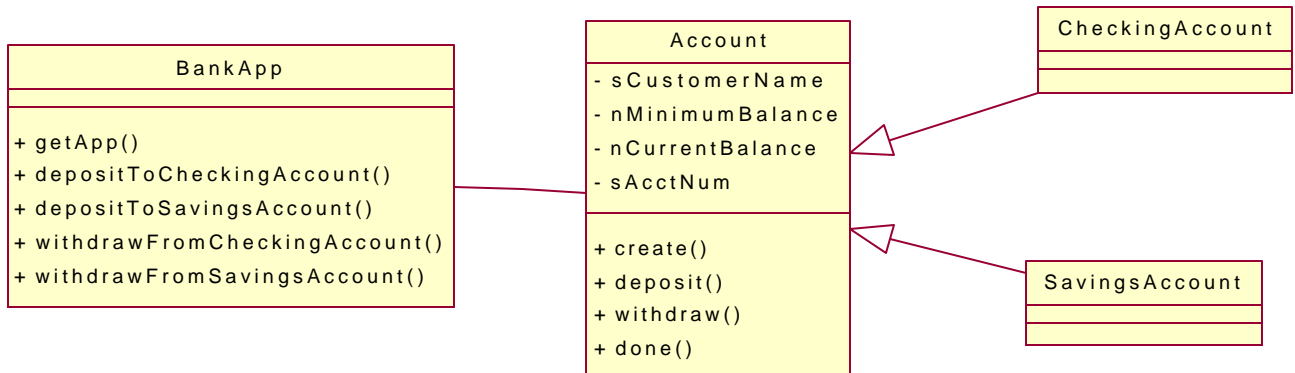 BankApp
+ getApp()
+ depositToCheckingAccount()
+ depositToSavingsAccount()
+ withdrawFromCheckingAccount()
+ withdrawFromSavingsAccount()
Account
- sCustomerName
- nMinimumBalance
- nCurrentBalance
- sAcctNum
+ create()
+ deposit()
+ withdraw()
+ done()
CheckingAccount
SavingsAccount